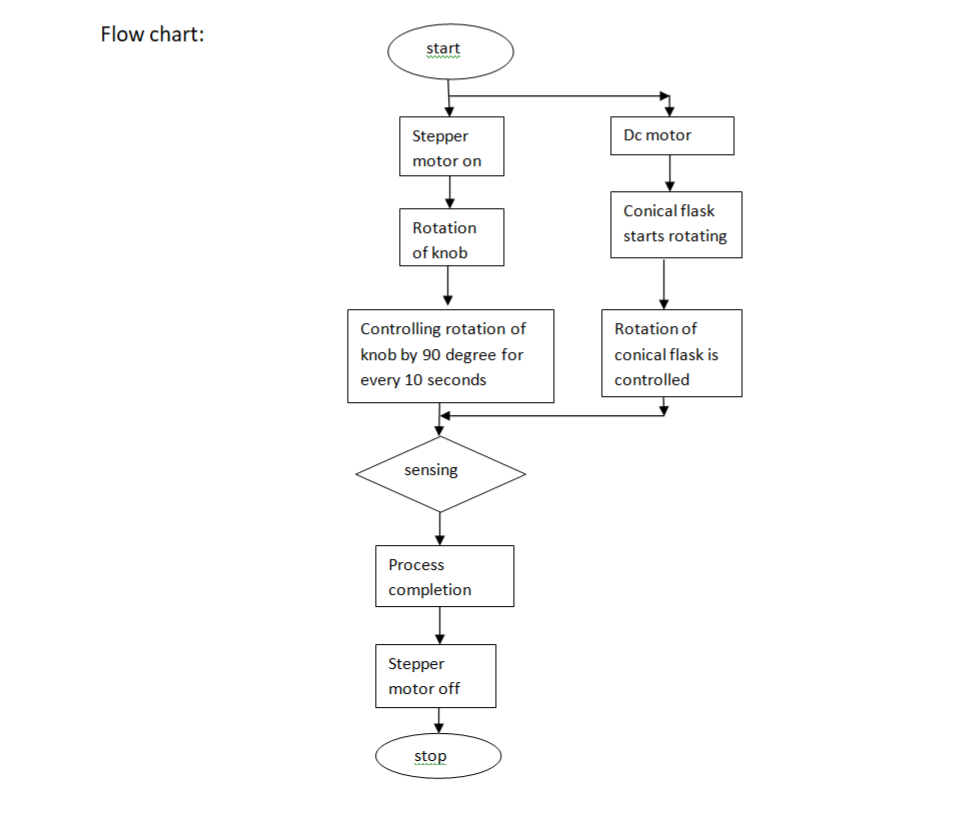 Flow chart:
start
Stepper
motor on
Rotation
of knob
Controlling rotation of
knob by 90 degree for
every 10 seconds
Dc motor
Conical flask
starts rotating
Rotation of
conical flask is
controlled
sensing
Process
completion
Stepper
motor off
stop